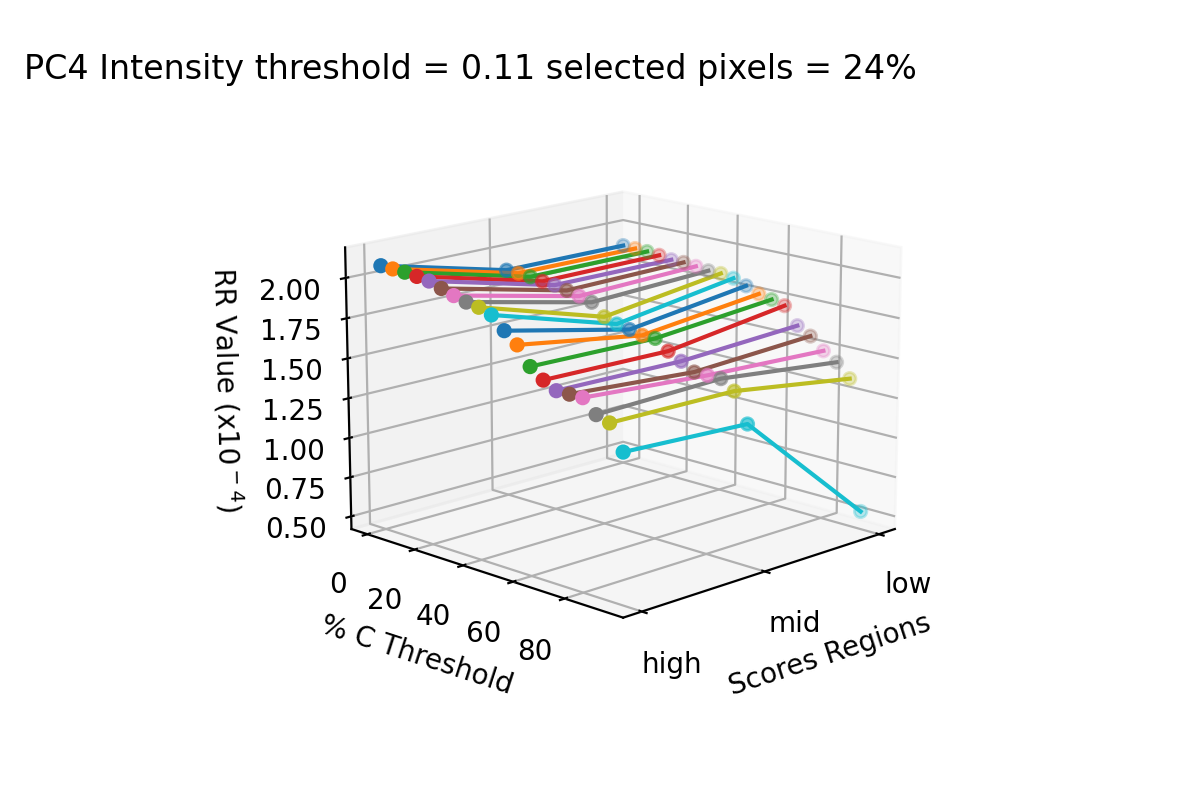 PC4 Intensity threshold = 0.11 selected pixels = 24%
RR Value (x10⁻⁴)
2.00
1.75
1.50
1.25
1.00
0.75
0.50
0
20
40
60
80
% C Threshold
high
mid
low
Scores Regions